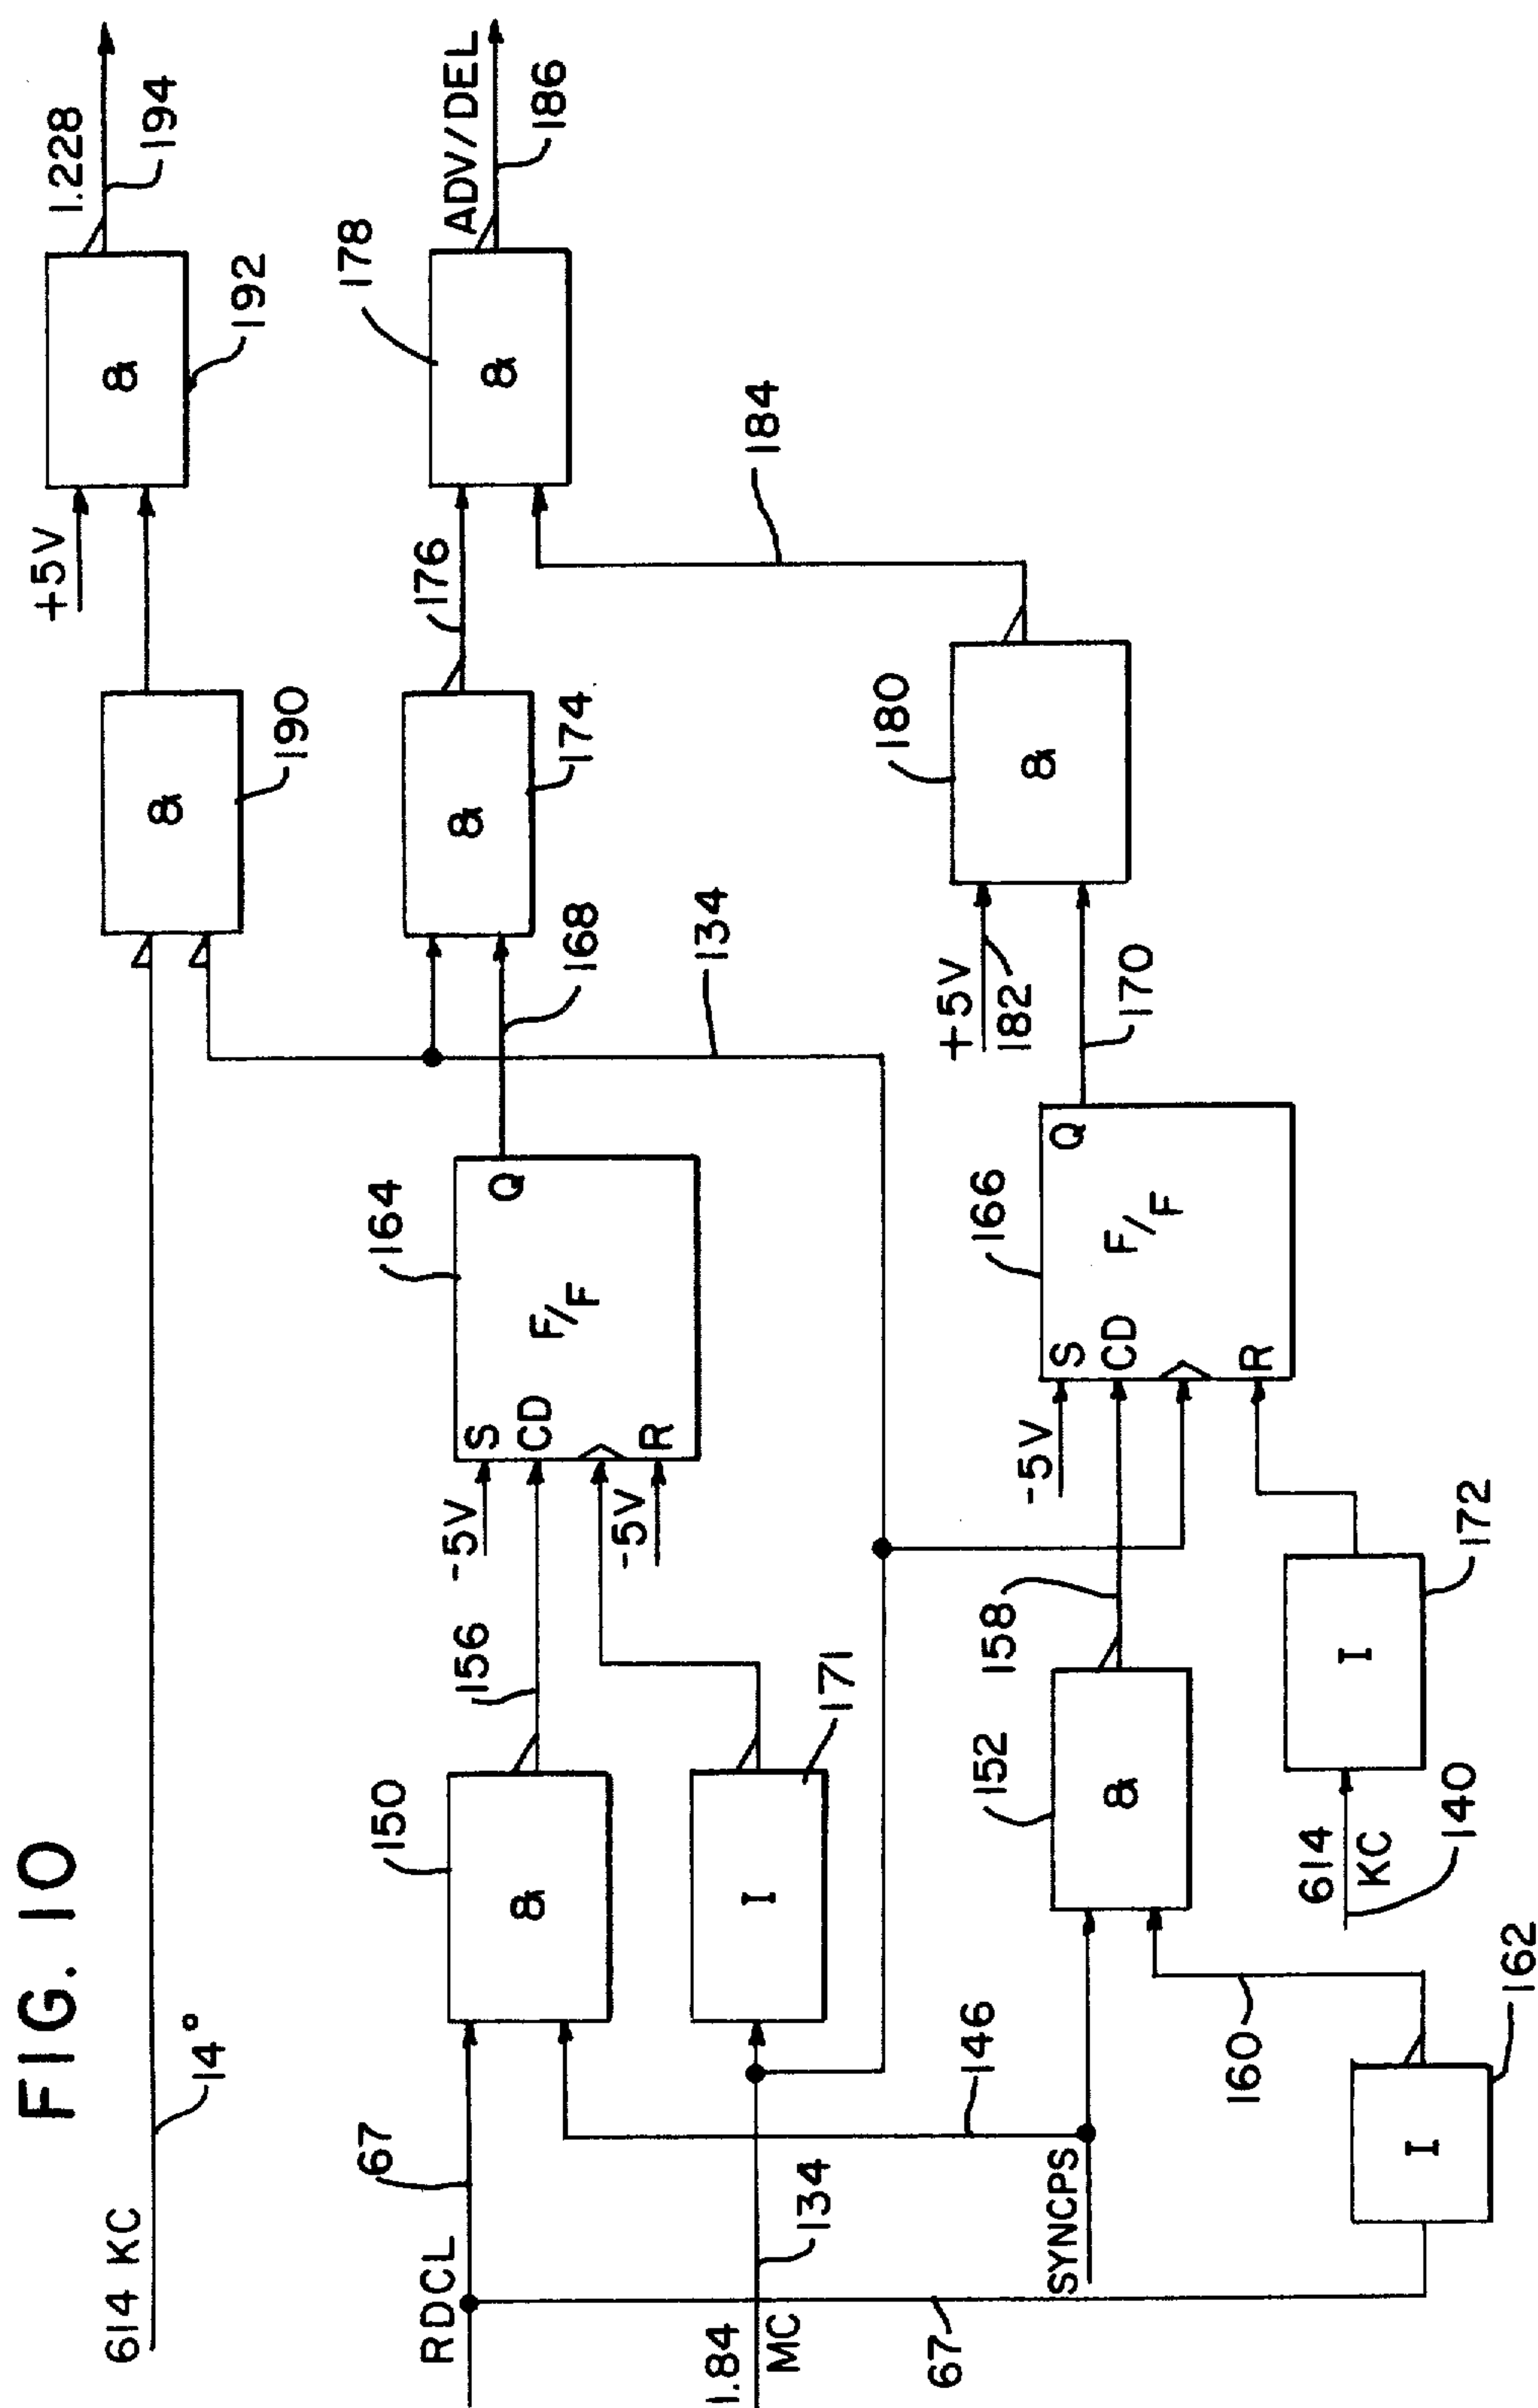 FIG. 10
614 KC
14°
1.228
194
+5V
&
192
&
190
RDCL
67
150
&
156
-5V
S
CD
R
-5V
F/F
Q
164
168
&
174
176
&
178
ADV/DEL
186
1.84
MC
134
I
171
134
184
SYNCPS
146
&
152
158
-5V
S
CD
R
F/F
Q
166
170
+5V
182
&
180
67
I
162
160
614
KC
140
I
172